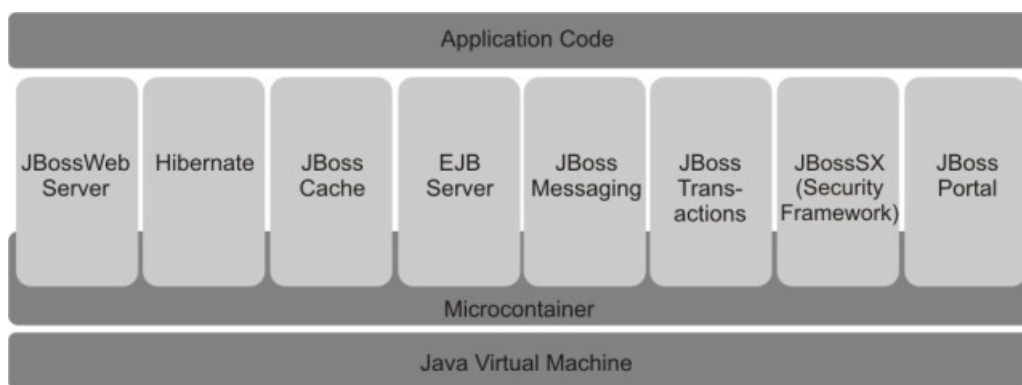 Application Code
JBossWeb
Server
Hibernate
JBoss
Cache
EJB
Server
JBoss
Messaging
JBoss
Trans-
actions
JBossSX
(Security
Framework)
JBoss
Portal
Microcontainer
Java Virtual Machine